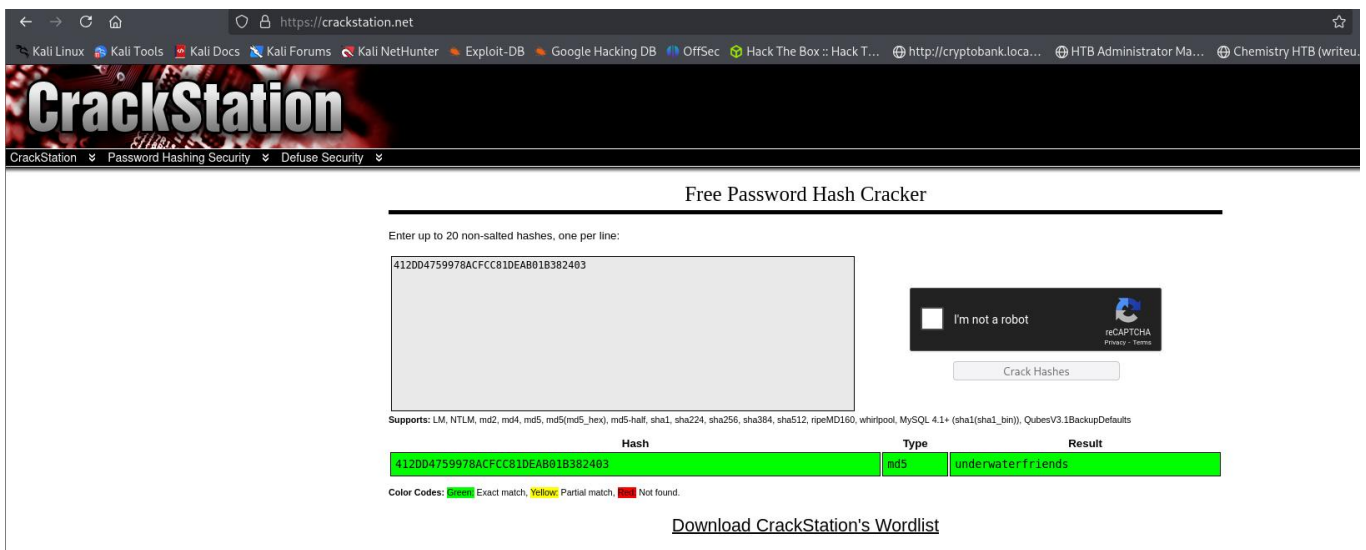 https://crackstation.net
Kali Linux Kali Tools Kali Docs Kali Forums Kali NetHunter Exploit-DB Google Hacking DB OffSec Hack The Box :: Hack T... http://cryptobank.loca... HTB Administrator Ma... Chemistry HTB (writeu...
CrackStation
CrackStation Password Hashing Security Defuse Security
Free Password Hash Cracker
Enter up to 20 non-salted hashes, one per line:
412DD4759978ACFCC81DEAB01B382403
I'm not a robot
reCAPTCHA
Privacy - Terms
Crack Hashes
Supports: LM, NTLM, md2, md4, md5, md5(md5_hex), md5-half, sha1, sha224, sha256, sha384, sha512, ripeMD160, whirlpool, MySQL 4.1+ (sha1(sha1_bin)), QubesV3.1BackupDefaults
Hash Type Result
412DD4759978ACFCC81DEAB01B382403 md5 underwaterfriends
Color Codes: Green: Exact match, Yellow: Partial match, Red: Not found.
Download CrackStation's Wordlist